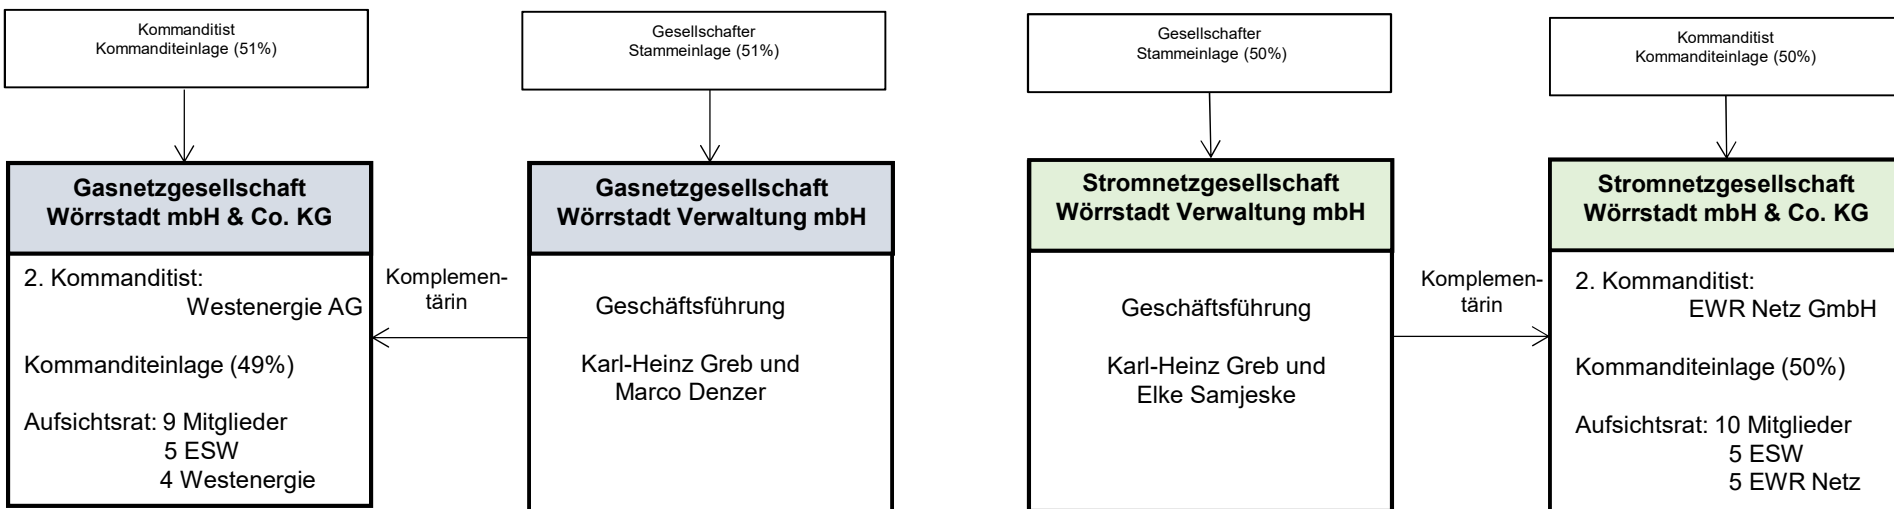 Kommanditist
Kommanditeinlage (51%)
Gesellschafter
Stammeinlage (51%)
Gesellschafter
Stammeinlage (50%)
Kommanditist
Kommanditeinlage (50%)
Gasnetzgesellschaft
Wörrstadt mbH & Co. KG
2. Kommanditist:
Westenergie AG
Kommanditeinlage (49%)
Aufsichtsrat: 9 Mitglieder
5 ESW
4 Westenergie
Komplemen-
tärin
Gasnetzgesellschaft
Wörrstadt Verwaltung mbH
Geschäftsführung
Karl-Heinz Greb und
Marco Denzer
Stromnetzgesellschaft
Wörrstadt Verwaltung mbH
Geschäftsführung
Karl-Heinz Greb und
Elke Samjeske
Komplemen-
tärin
Stromnetzgesellschaft
Wörrstadt mbH & Co. KG
2. Kommanditist:
EWR Netz GmbH
Kommanditeinlage (50%)
Aufsichtsrat: 10 Mitglieder
5 ESW
5 EWR Netz